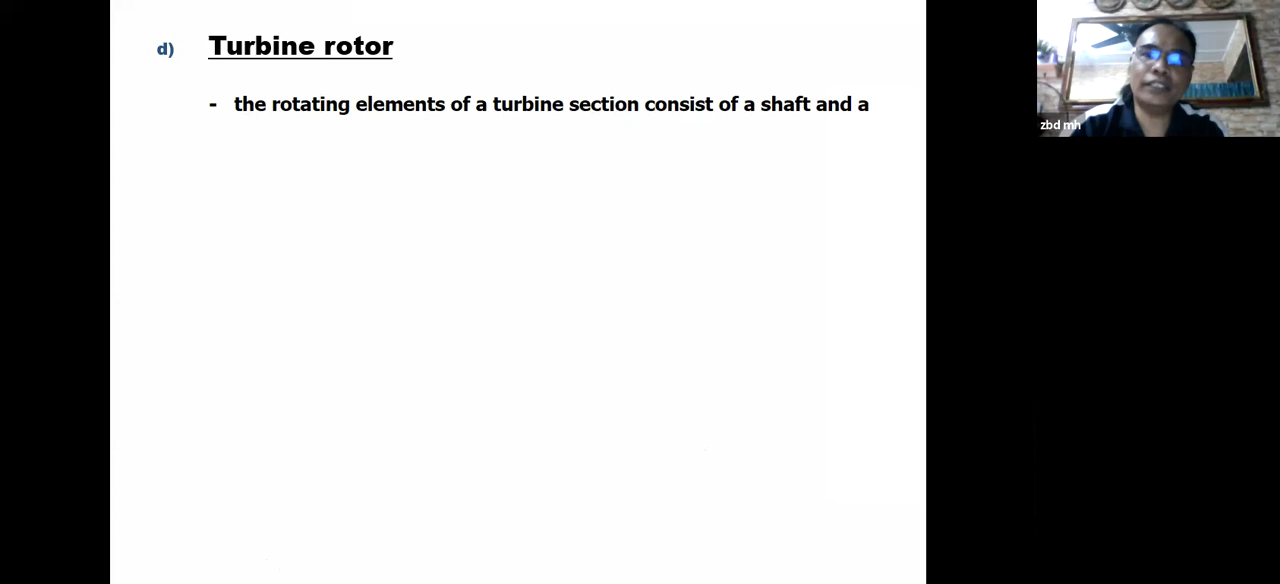 d) Turbine rotor
- the rotating elements of a turbine section consist of a shaft and a
zbd mh